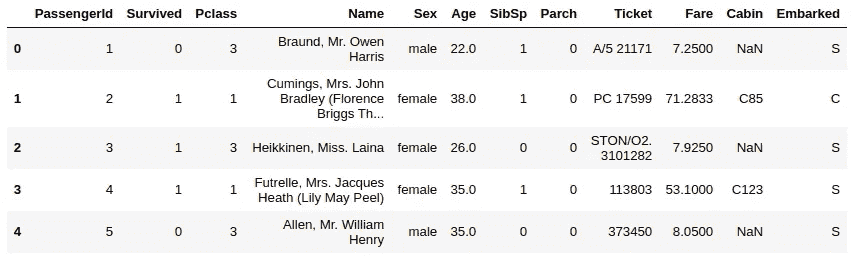 PassengerId Survived Pclass Name Sex Age SibSp Parch Ticket Fare Cabin Embarked
0 1 0 3 Braund, Mr. Owen
Harris male 22.0 1 0 A/5 21171 7.2500 NaN S
1 2 1 1 Cumings, Mrs. John
Bradley (Florence
Briggs Th... female 38.0 1 0 PC 17599 71.2833 C85 C
2 3 1 3 Heikkinen, Miss. Laina female 26.0 0 0 STON/O2.
3101282 7.9250 NaN S
3 4 1 1 Futrelle, Mrs. Jacques
Heath (Lily May Peel) female 35.0 1 0 113803 53.1000 C123 S
4 5 0 3 Allen, Mr. William
Henry male 35.0 0 0 373450 8.0500 NaN S